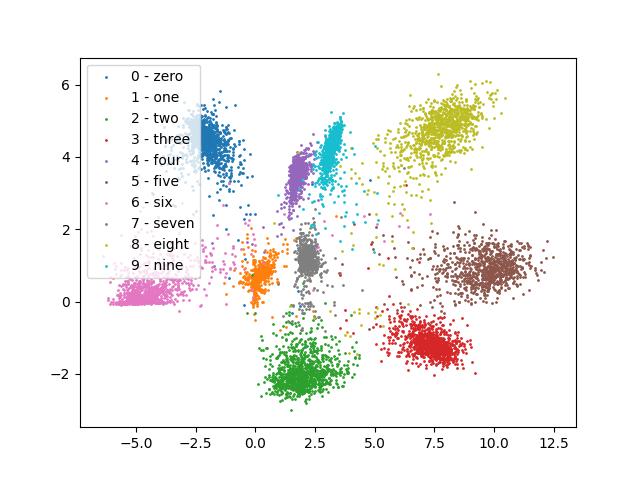 0 - zero
1 - one
2 - two
3 - three
4 - four
5 - five
6 - six
7 - seven
8 - eight
9 - nine
6
4
2
0
−2
−5.0 −2.5 0.0 2.5 5.0 7.5 10.0 12.5